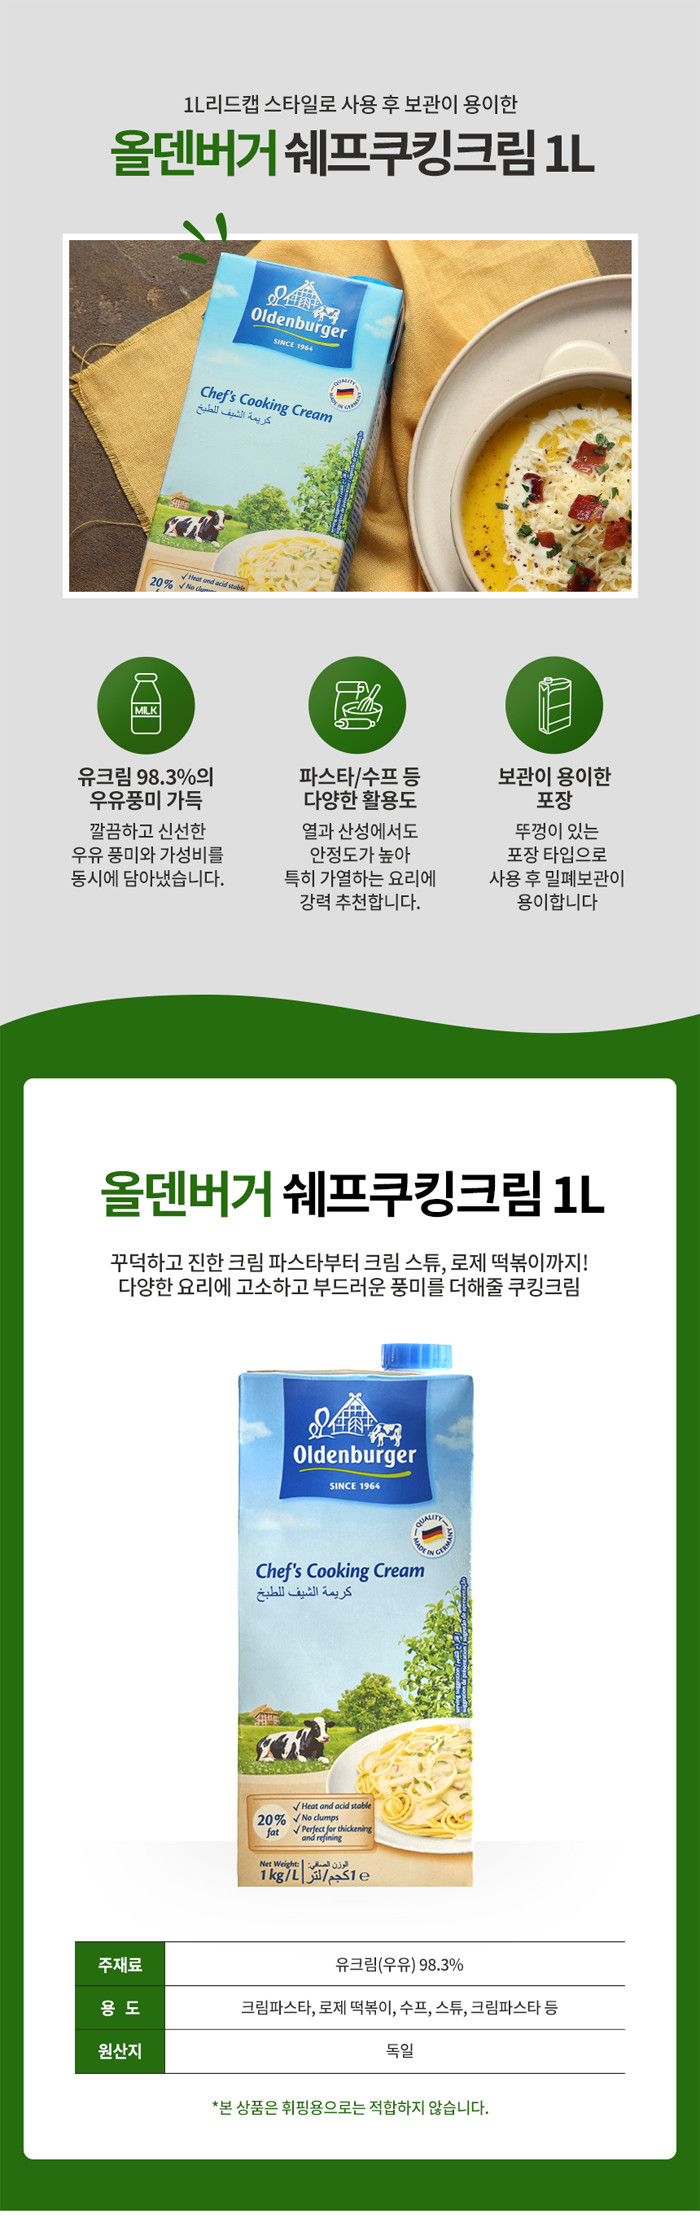 1L리드캡 스타일로 사용 후 보관이 용이한
올덴버거 쉐프쿠킹크림 1L
Oldenburger
SINCE 1964
QUALITY
MADE IN GERMANY
Chef's Cooking Cream
كريمة الشيف للطبخ
20%
✓ Heat and acid stable
✓ No clumps
MILK
유크림 98.3%의
우유풍미 가득
깔끔하고 신선한
우유 풍미와 가성비를
동시에 담아냈습니다.
파스타/수프 등
다양한 활용도
열과 산성에서도
안정도가 높아
특히 가열하는 요리에
강력 추천합니다.
보관이 용이한
포장
뚜껑이 있는
포장 타입으로
사용 후 밀폐보관이
용이합니다
올덴버거 쉐프쿠킹크림 1L
꾸덕하고 진한 크림 파스타부터 크림 스튜, 로제 떡볶이까지!
다양한 요리에 고소하고 부드러운 풍미를 더해줄 쿠킹크림
Oldenburger
SINCE 1964
QUALITY
MADE IN GERMANY
Chef's Cooking Cream
كريمة الشيف للطبخ
20%
fat
✓ Heat and acid stable
✓ No clumps
✓ Perfect for thickening
and refining
Net Weight: الوزن الصافي:
1 kg/L 1كجم/لتر e
주재료 유크림(우유) 98.3%
용 도 크림파스타, 로제 떡볶이, 수프, 스튜, 크림파스타 등
원산지 독일
*본 상품은 휘핑용으로는 적합하지 않습니다.